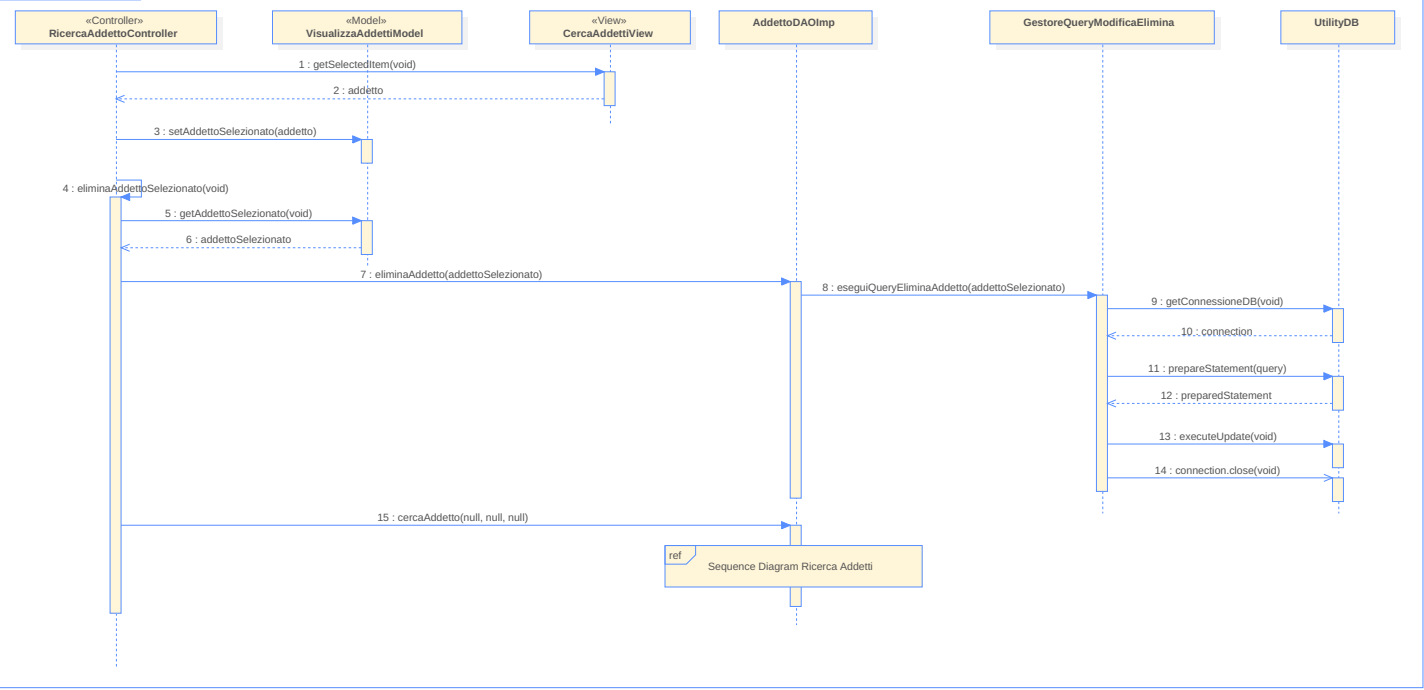 «Controller»
RicercaAddettoController
«Model»
VisualizzaAddettiModel
«View»
CercaAddettiView
AddettoDAOImp
GestoreQueryModificaElimina
UtilityDB
1 : getSelectedItem(void)
2 : addetto
3 : setAddettoSelezionato(addetto)
4 : eliminaAddettoSelezionato(void)
5 : getAddettoSelezionato(void)
6 : addettoSelezionato
7 : eliminaAddetto(addettoSelezionato)
8 : eseguiQueryEliminaAddetto(addettoSelezionato)
9 : getConnessioneDB(void)
10 : connection
11 : prepareStatement(query)
12 : preparedStatement
13 : executeUpdate(void)
14 : connection.close(void)
15 : cercaAddetto(null, null, null)
ref
Sequence Diagram Ricerca Addetti